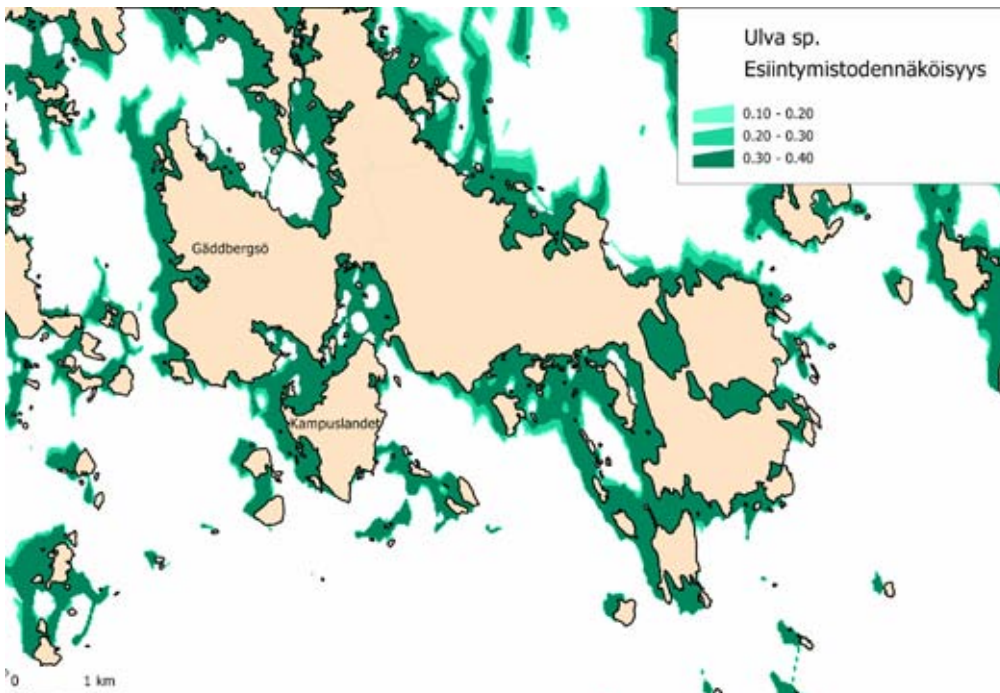 Ulva sp.
Esiintymistodennäköisyys
0.10 - 0.20
0.20 - 0.30
0.30 - 0.40
Gäddbergsö
Kampuslandet
0 1 km